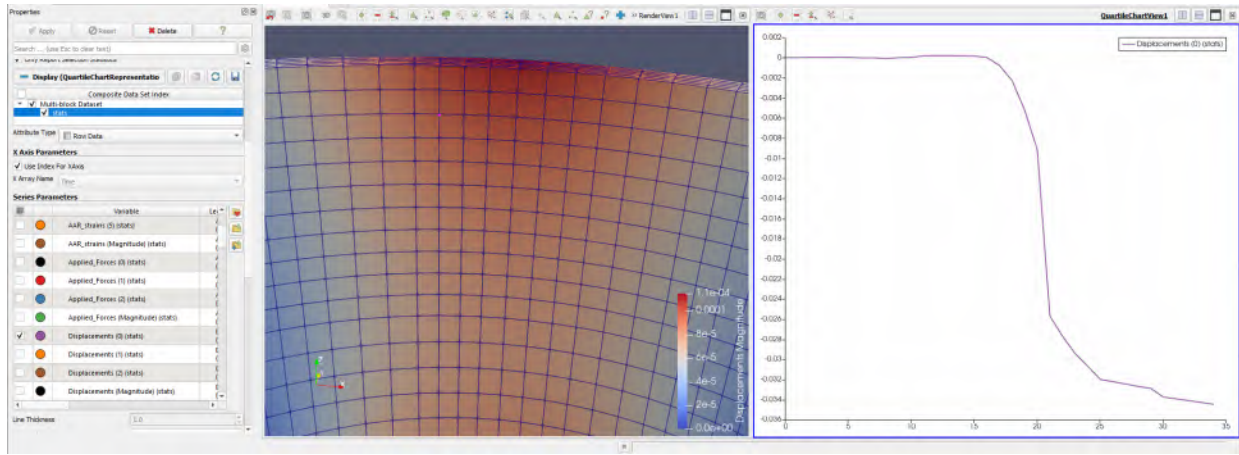 Properties
Apply
Reset
Delete
?
Search ... (use Esc to clear text)
Only Report Selection Statistics
Display (QuartileChartRepresentatio
Composite Data Set Index
Multi-block Dataset
stats
Attribute Type
Row Data
X Axis Parameters
Use Index For XAxis
X Array Name
Time
Series Parameters
Variable
AAR_strains (5) (stats)
AAR_strains (Magnitude) (stats)
Applied_Forces (0) (stats)
Applied_Forces (1) (stats)
Applied_Forces (2) (stats)
Applied_Forces (Magnitude) (stats)
Displacements (0) (stats)
Displacements (1) (stats)
Displacements (2) (stats)
Displacements (Magnitude) (stats)
Line Thickness
RenderView1
1.1e-04
0.0001
8e-5
6e-5
4e-5
2e-5
0.0e+00
Displacements Magnitude
QuartileChartView1
Displacements (0) (stats)
0.002
0
-0.002
-0.004
-0.006
-0.008
-0.01
-0.012
-0.014
-0.016
-0.018
-0.02
-0.022
-0.024
-0.026
-0.028
-0.03
-0.032
-0.034
-0.036
0
5
10
15
20
25
30
35